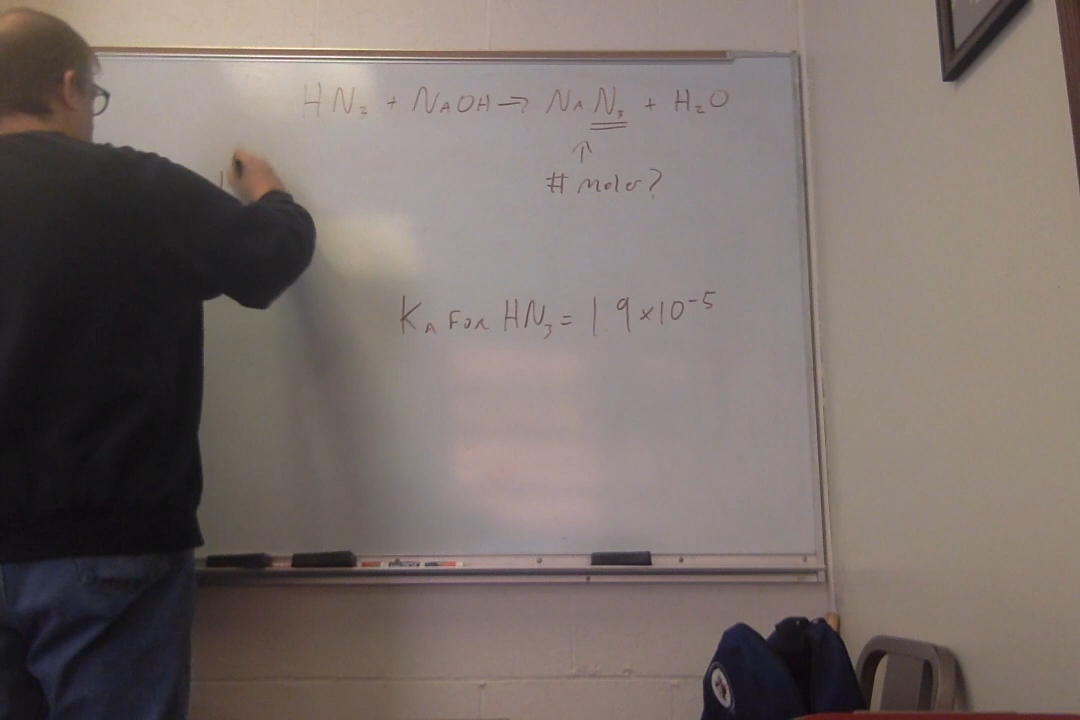 HN₃ + NaOH → NaN₃ + H₂O
↑
# moles?
Ka For HN₃ = 1.9 × 10⁻⁵